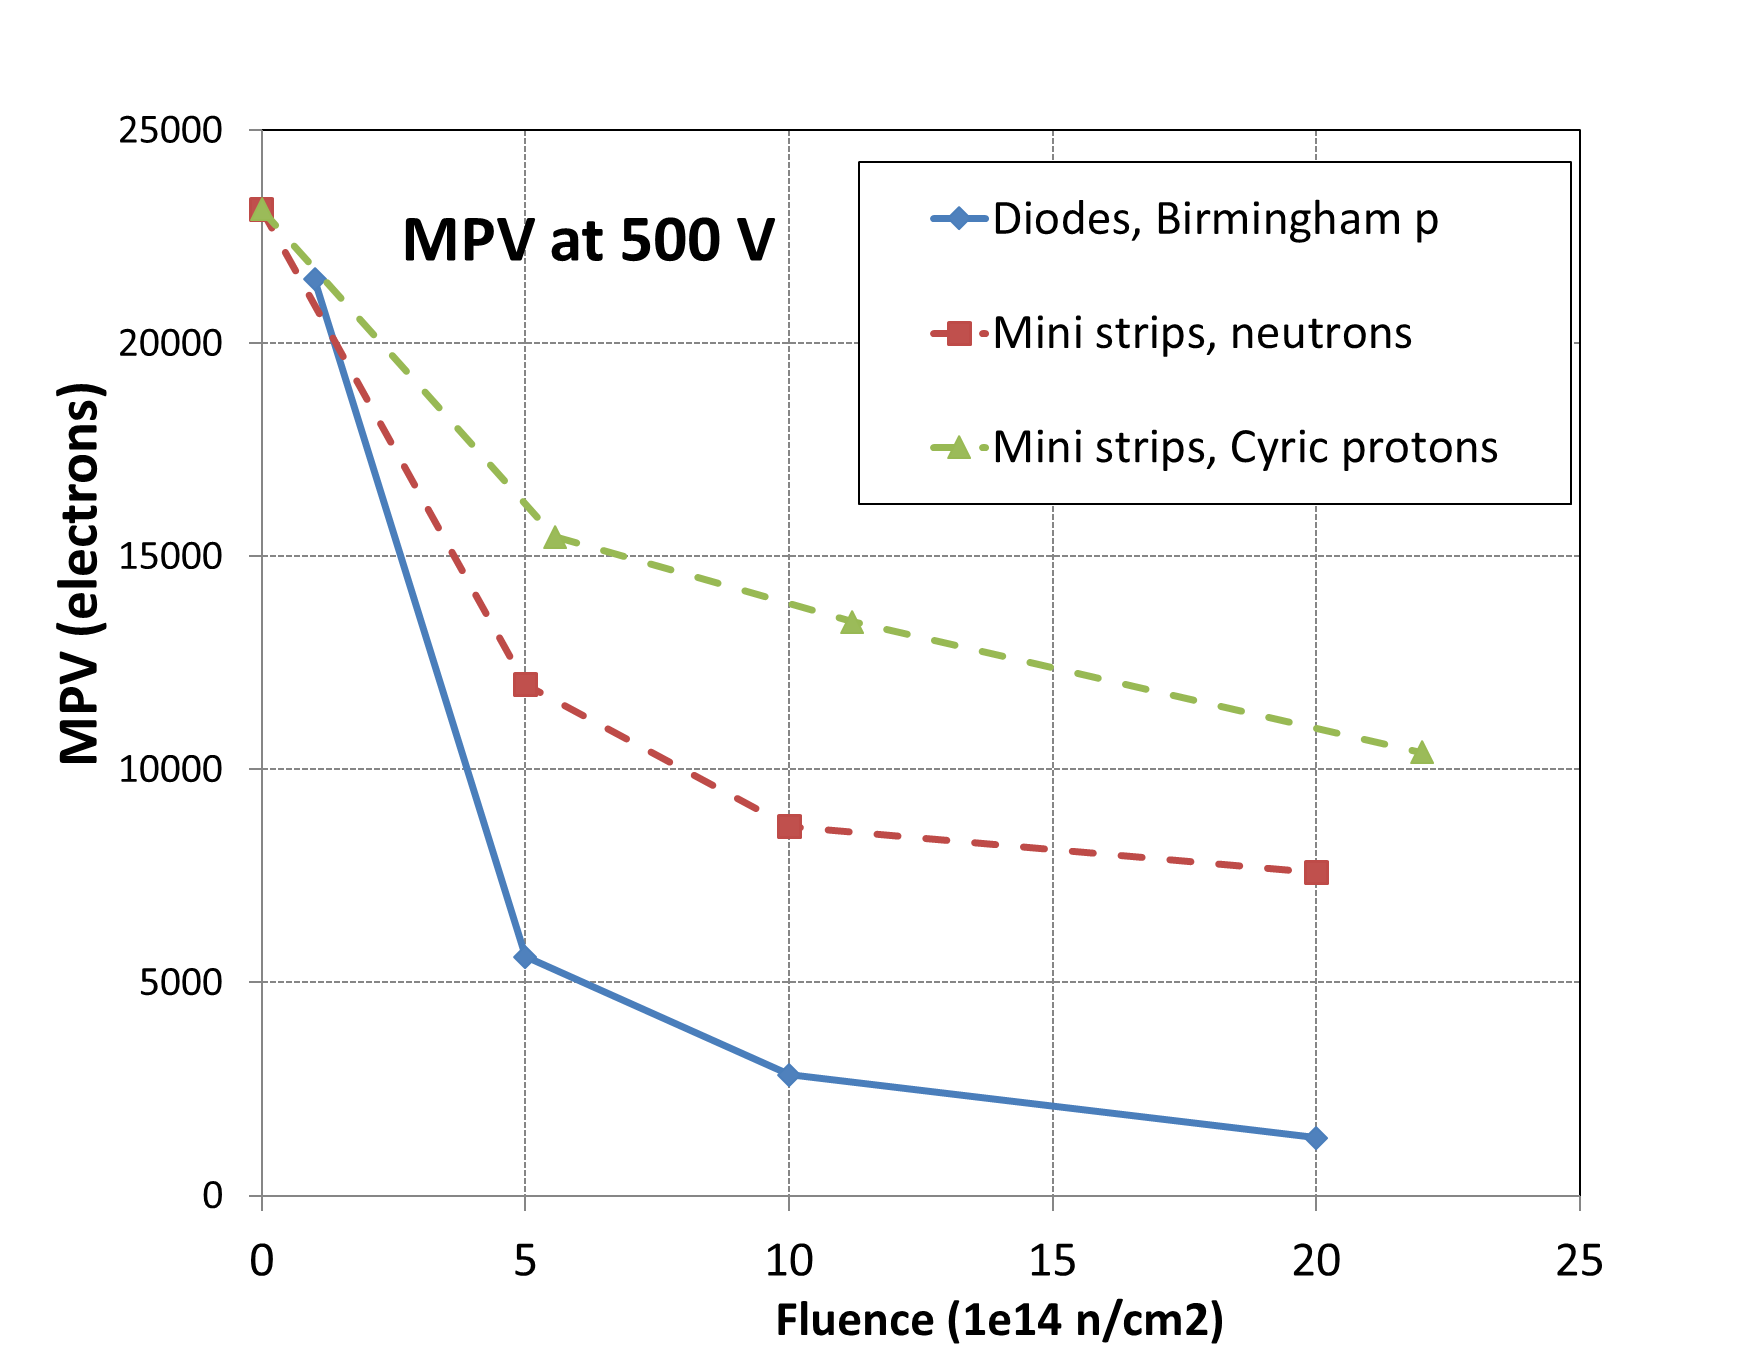 MPV at 500 V
Diodes, Birmingham p
Mini strips, neutrons
Mini strips, Cyric protons
MPV (electrons)
25000
20000
15000
10000
5000
0
0 5 10 15 20 25
Fluence (1e14 n/cm2)